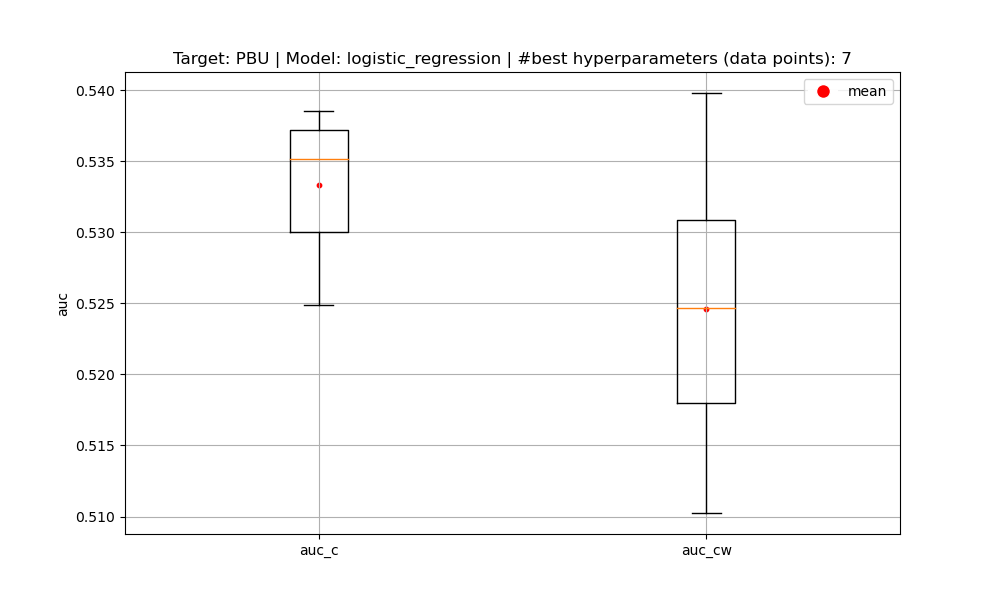 Target: PBU | Model: logistic_regression | #best hyperparameters (data points): 7
mean
0.540
0.535
0.530
0.525
0.520
0.515
0.510
auc
auc_c
auc_cw